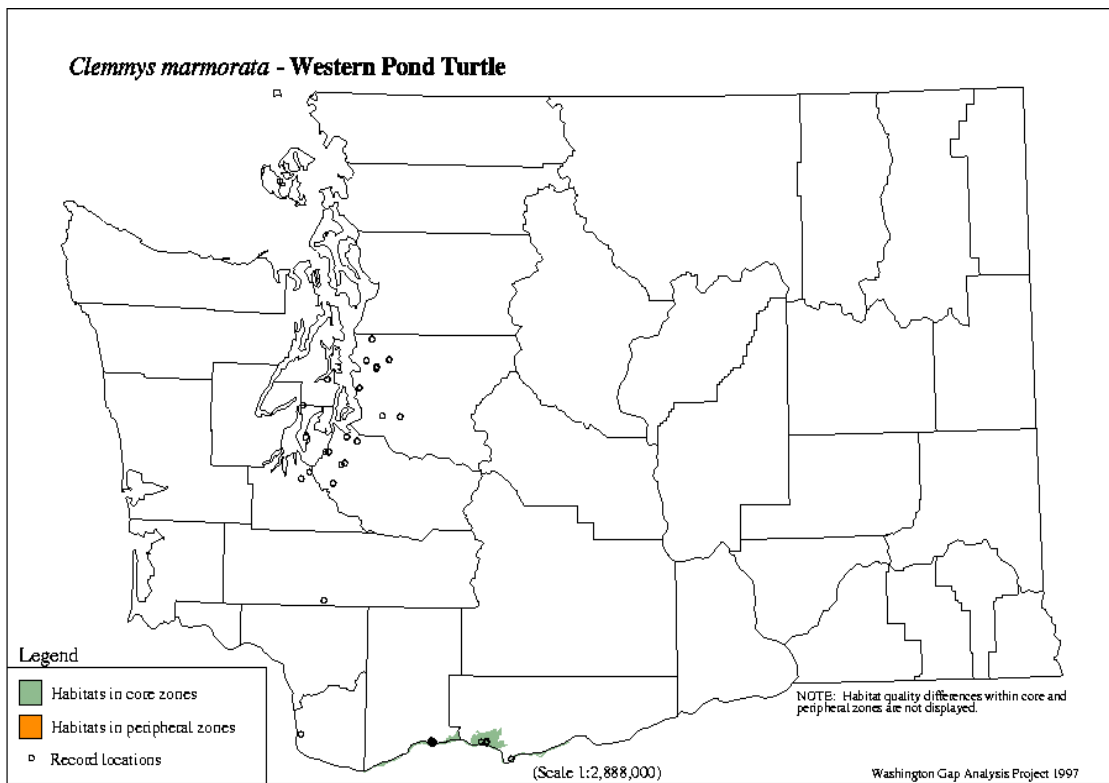 Clemmys marmorata - Western Pond Turtle
Legend
Habitats in core zones
Habitats in peripheral zones
Record locations
NOTE: Habitat quality differences within core and
peripheral zones are not displayed.
(Scale 1:2,888,000)
Washington Gap Analysis Project 1997